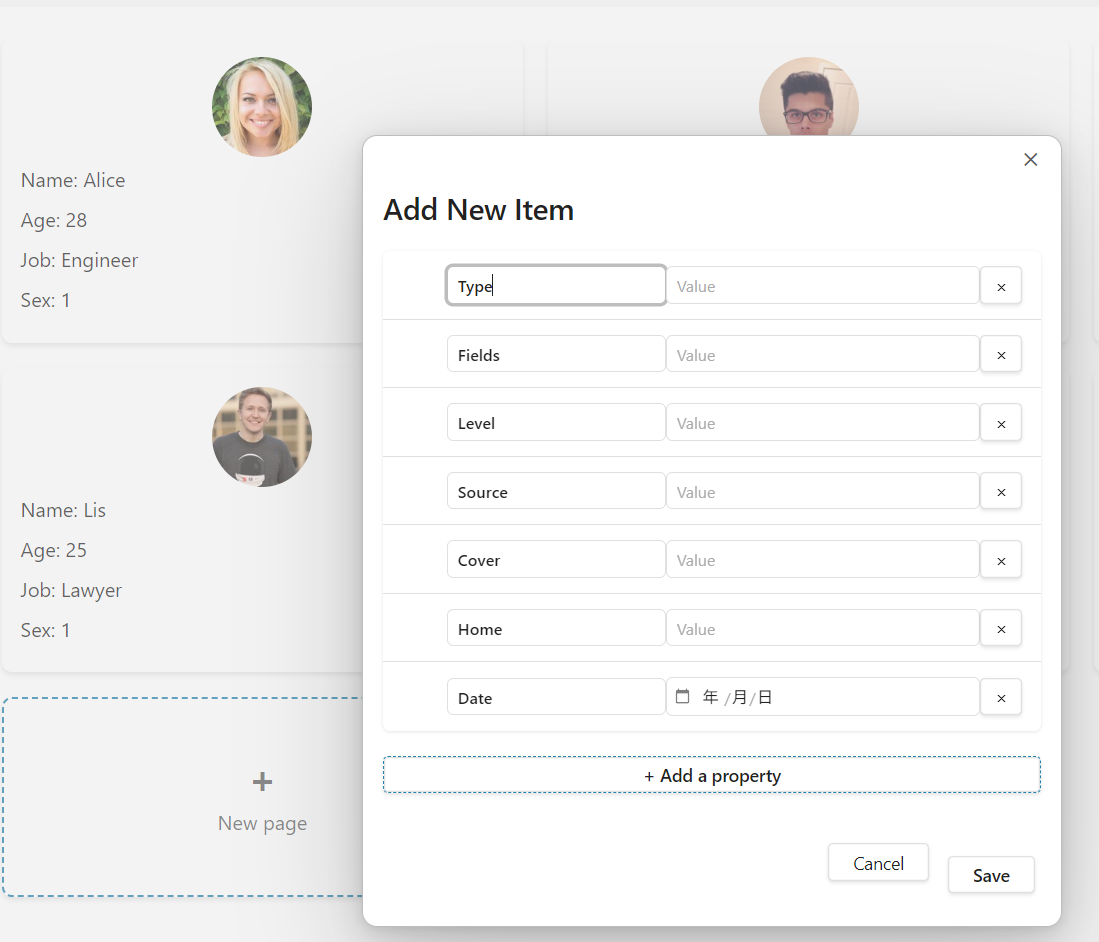 Name: Alice
Age: 28
Job: Engineer
Sex: 1
Name: Lis
Age: 25
Job: Lawyer
Sex: 1
+
New page
×
Add New Item
Type Value ×
Fields Value ×
Level Value ×
Source Value ×
Cover Value ×
Home Value ×
Date 年 /月/日 ×
+ Add a property
Cancel
Save